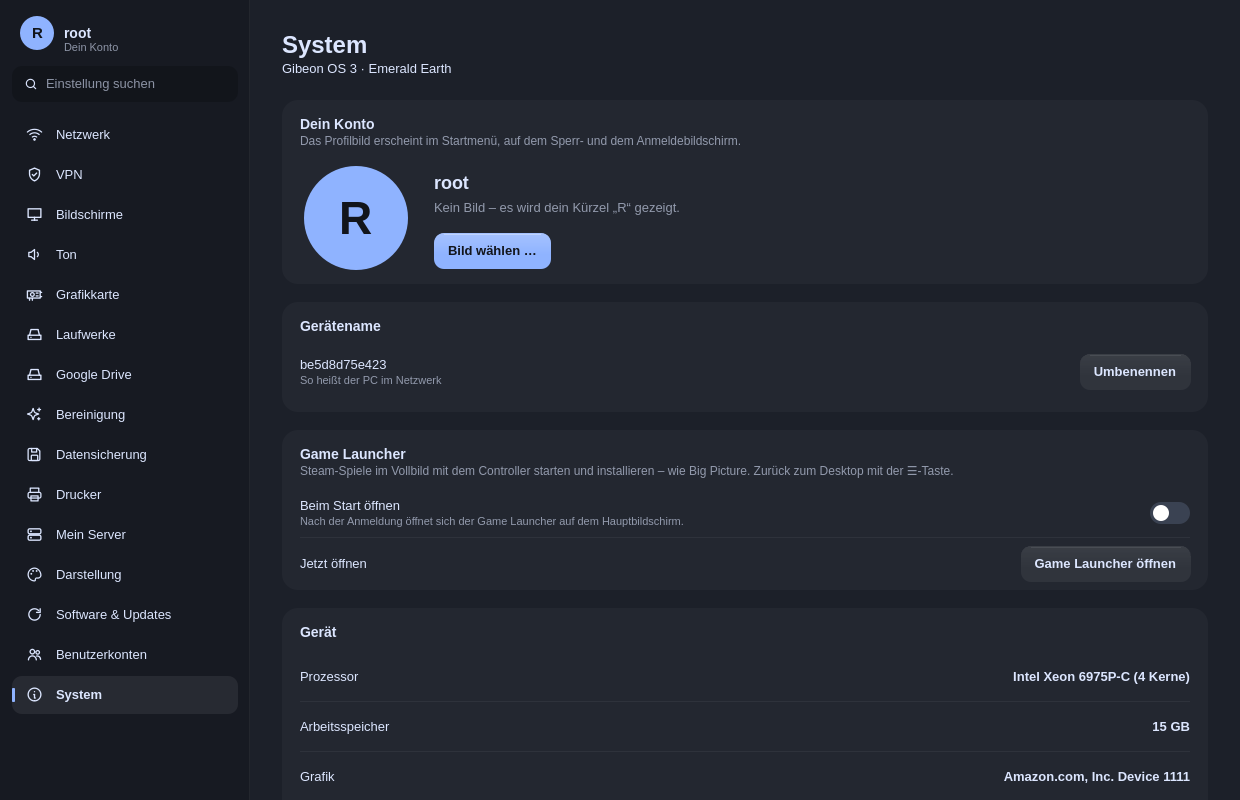 R
root
Dein Konto
Einstellung suchen
Netzwerk
VPN
Bildschirme
Ton
Grafikkarte
Laufwerke
Google Drive
Bereinigung
Datensicherung
Drucker
Mein Server
Darstellung
Software & Updates
Benutzerkonten
System
System
Gibeon OS 3 · Emerald Earth
Dein Konto
Das Profilbild erscheint im Startmenü, auf dem Sperr- und dem Anmeldebildschirm.
R
root
Kein Bild – es wird dein Kürzel „R“ gezeigt.
Bild wählen …
Gerätename
be5d8d75e423
So heißt der PC im Netzwerk
Umbenennen
Game Launcher
Steam-Spiele im Vollbild mit dem Controller starten und installieren – wie Big Picture. Zurück zum Desktop mit der ☰-Taste.
Beim Start öffnen
Nach der Anmeldung öffnet sich der Game Launcher auf dem Hauptbildschirm.
Jetzt öffnen
Game Launcher öffnen
Gerät
Prozessor
Intel Xeon 6975P-C (4 Kerne)
Arbeitsspeicher
15 GB
Grafik
Amazon.com, Inc. Device 1111